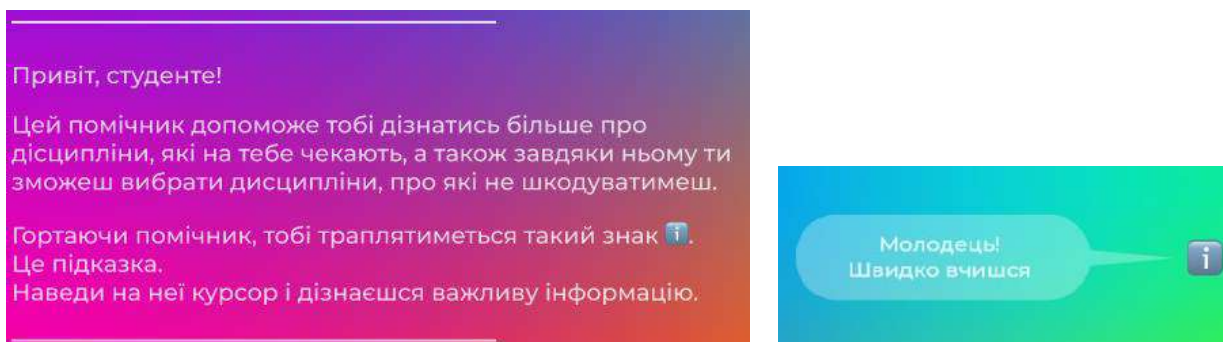 Привіт, студенте!
Цей помічник допоможе тобі дізнатись більше про
дісципліни, які на тебе чекають, а також завдяки ньому ти
зможеш вибрати дисципліни, про які не шкодуватимеш.
Гортаючи помічник, тобі траплятиметься такий знак ℹ️.
Це підказка.
Наведи на неї курсор і дізнаєшся важливу інформацію.
Молодець!
Швидко вчишся
ℹ️